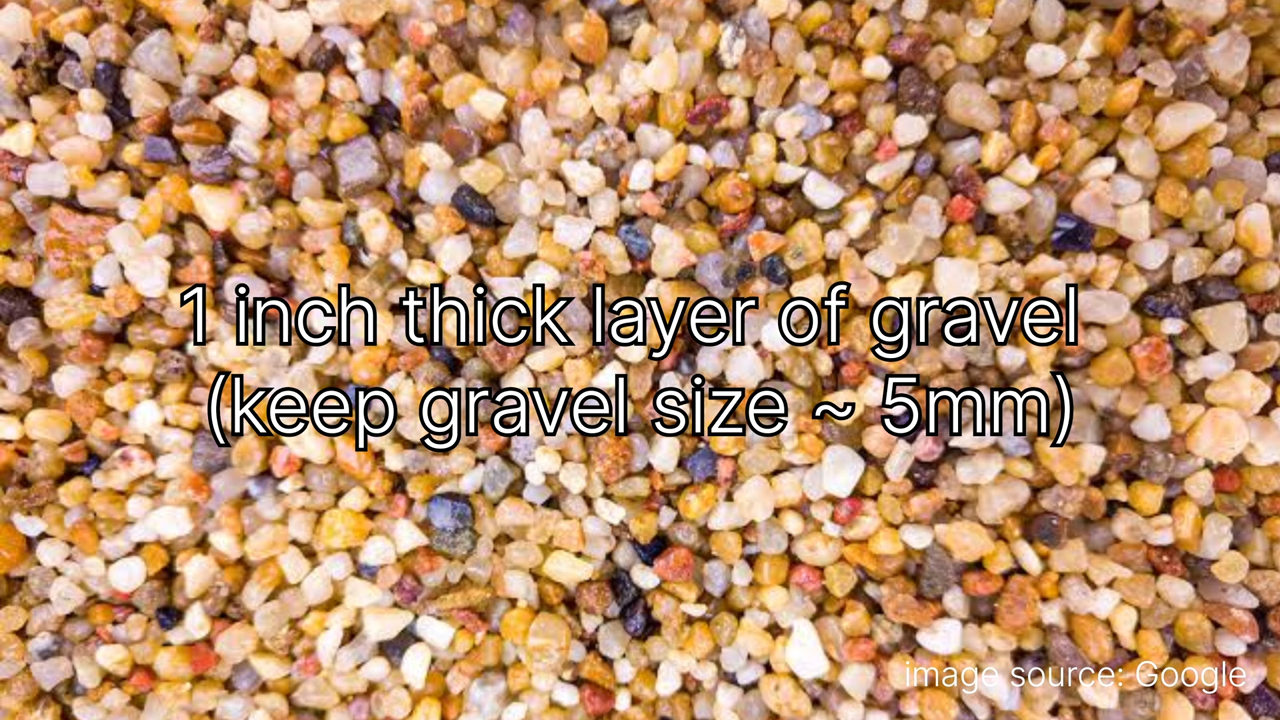 1 inch thick layer of gravel
(keep gravel size ~ 5mm)
image source: Google